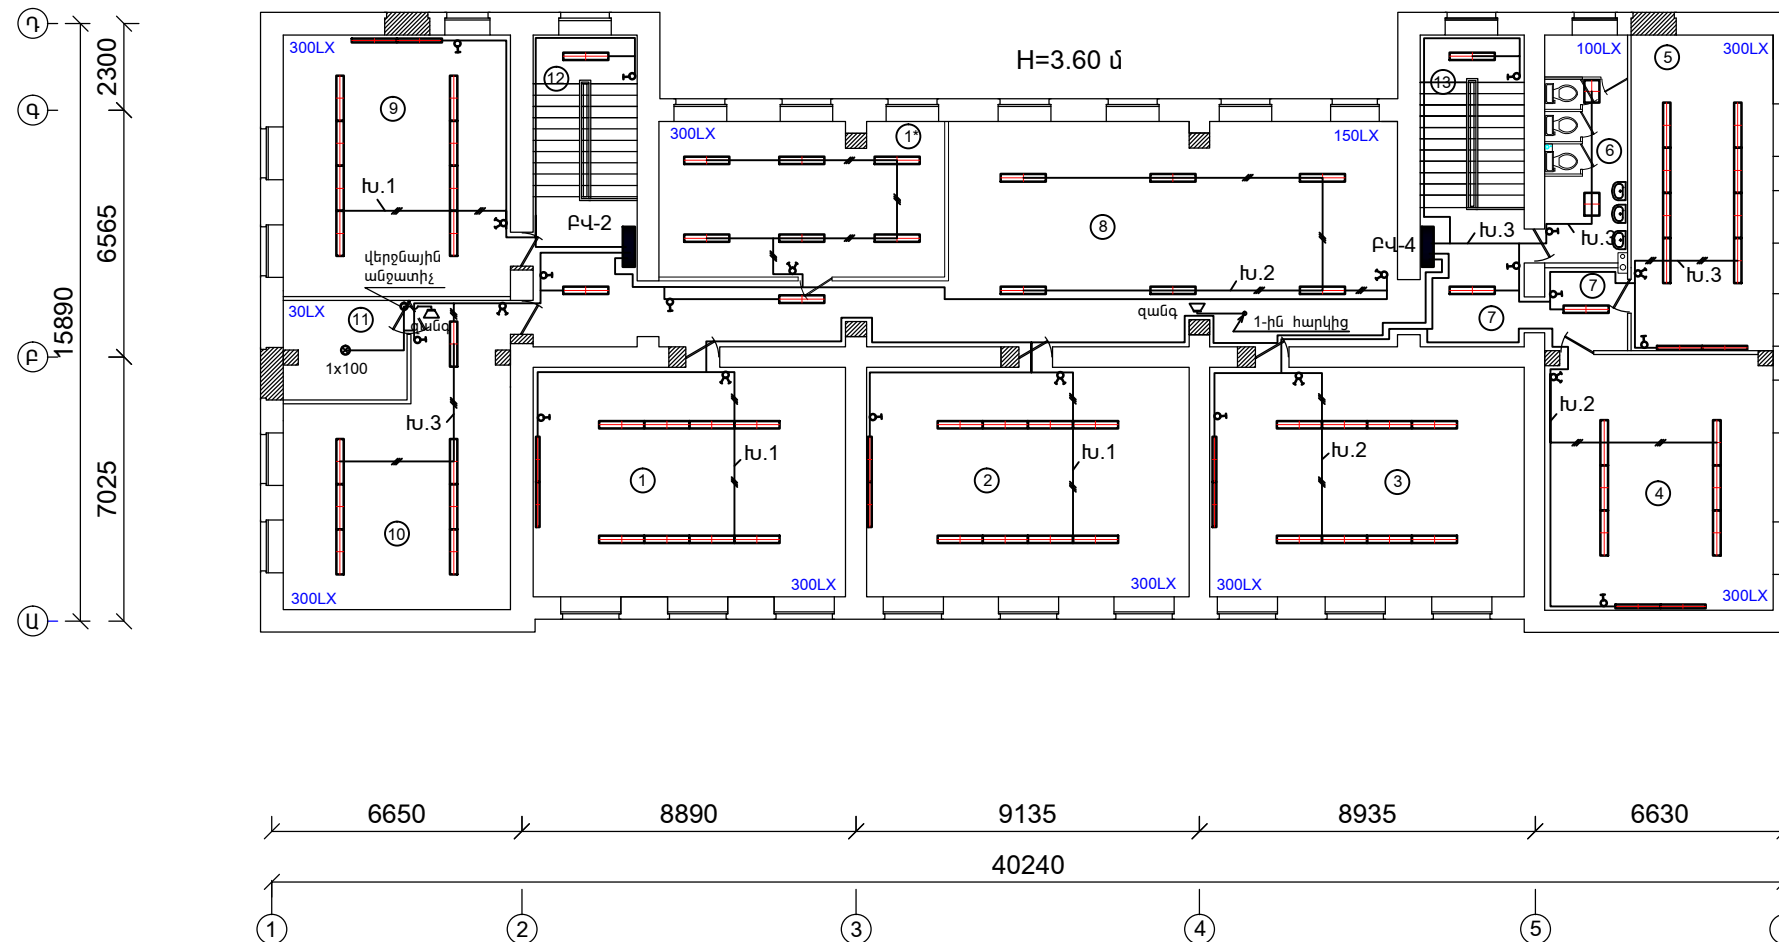 Դ
Գ
Բ
Ա
2300
6565
7025
15890
H=3.60 մ
300LX
9
12
300LX
1*
150LX
13
100LX
5
300LX
6
խ.1
ԲՎ-2
8
ԲՎ-4
խ.3
խ.3
վերջնային
անջատիչ
խ.2
խ.3
7
30LX
11
զանգ
զանգ
1-ին հարկից
7
1x100
խ.3
խ.1
խ.1
խ.2
խ.2
1
2
3
4
10
300LX
300LX
300LX
300LX
300LX
6650
8890
9135
8935
6630
40240
1
2
3
4
5